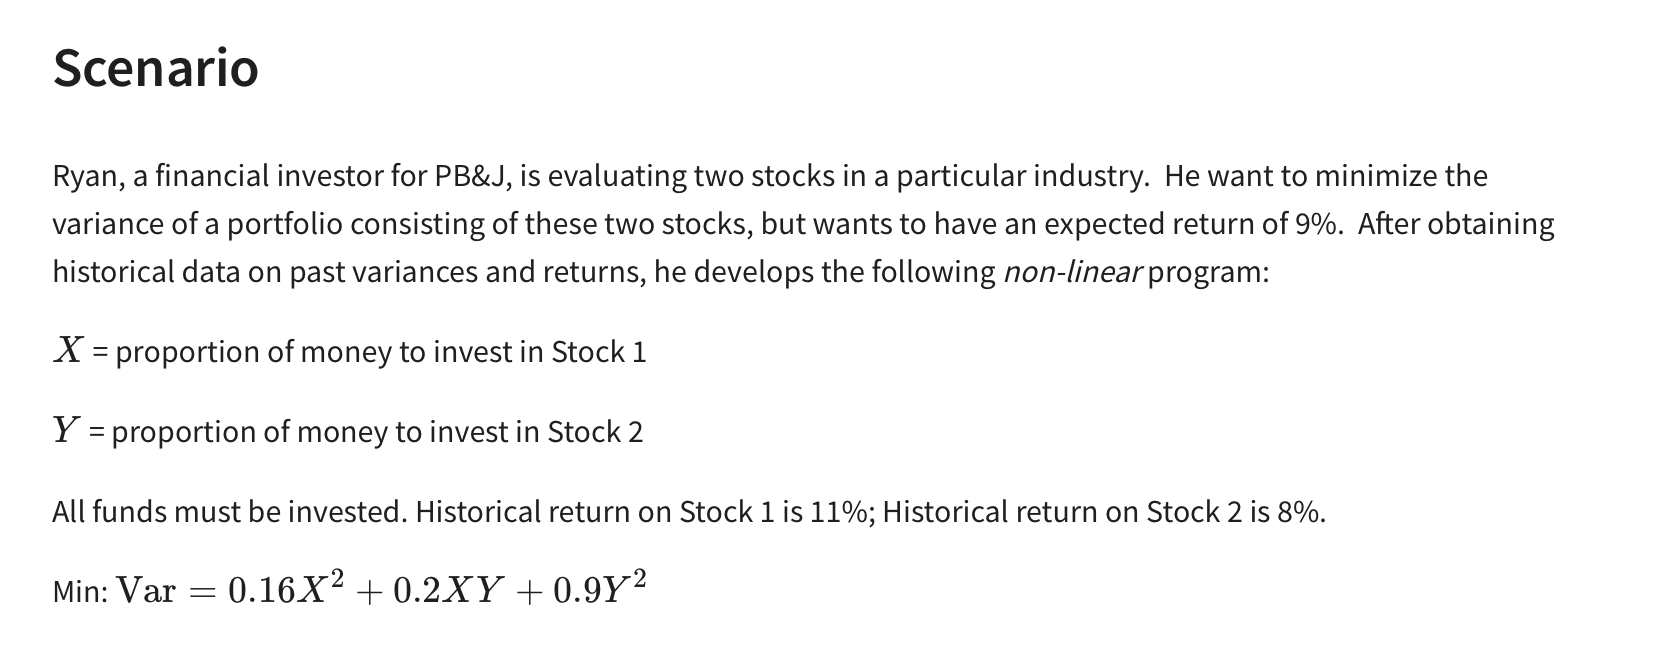 Scenario
Ryan, a financial investor for PB&J, is evaluating two stocks in a particular industry.  He want to minimize the
variance of a portfolio consisting of these two stocks, but wants to have an expected return of 9%.  After obtaining
historical data on past variances and returns, he develops the following non-linear program:
X = proportion of money to invest in Stock 1
Y = proportion of money to invest in Stock 2
All funds must be invested. Historical return on Stock 1 is 11%; Historical return on Stock 2 is 8%.
Min: Var = 0.16X² + 0.2XY + 0.9Y²